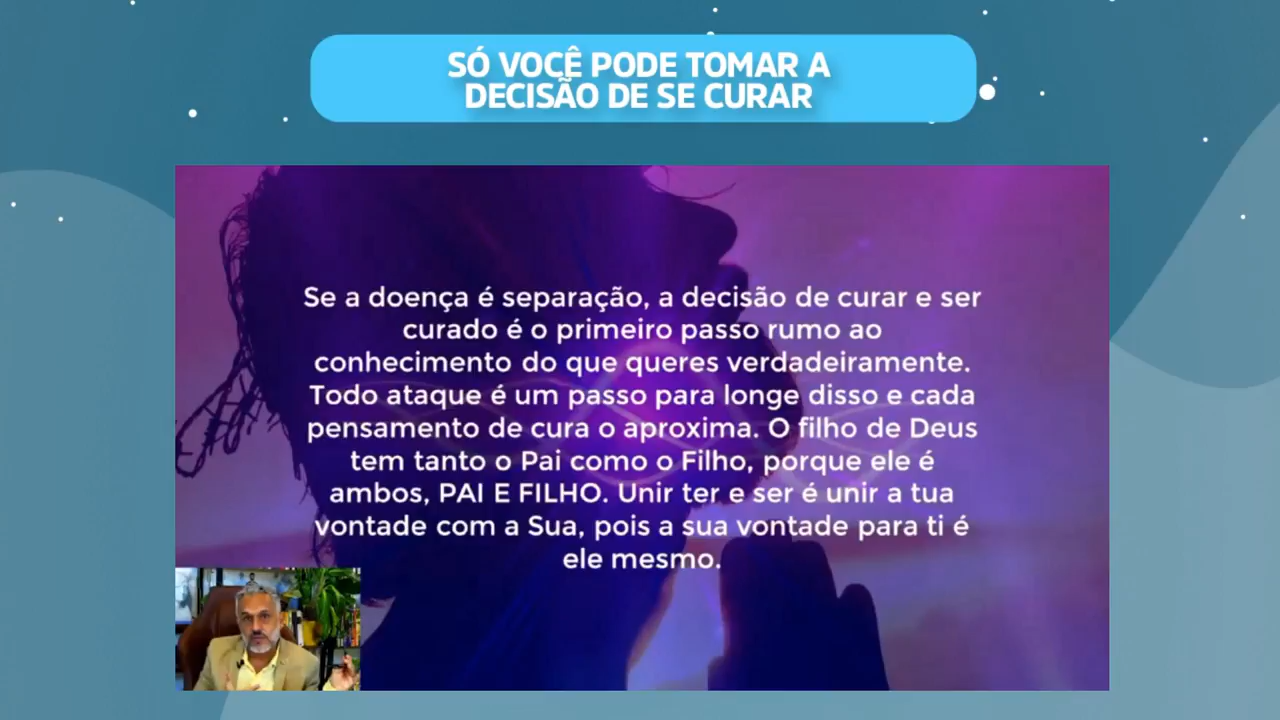 SÓ VOCÊ PODE TOMAR A
DECISÃO DE SE CURAR
Se a doença é separação, a decisão de curar e ser
curado é o primeiro passo rumo ao
conhecimento do que queres verdadeiramente.
Todo ataque é um passo para longe disso e cada
pensamento de cura o aproxima. O filho de Deus
tem tanto o Pai como o Filho, porque ele é
ambos, PAI E FILHO. Unir ter e ser é unir a tua
vontade com a Sua, pois a sua vontade para ti é
ele mesmo.